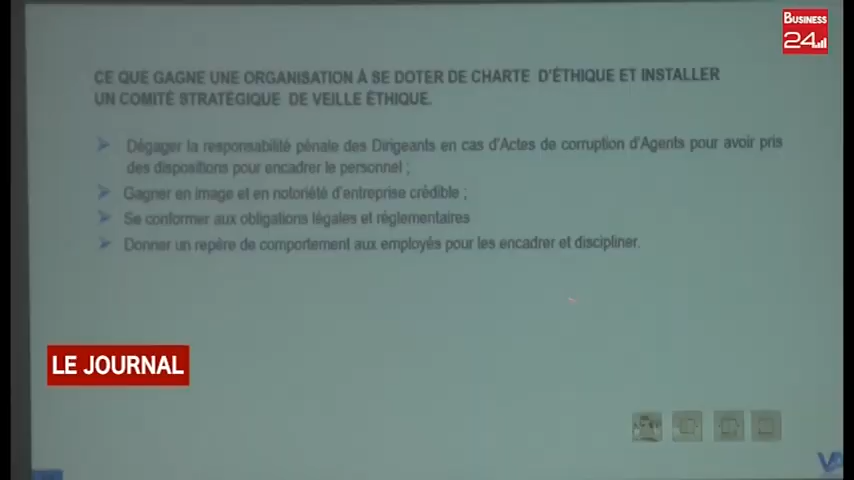 BUSINESS
24
CE QUE GAGNE UNE ORGANISATION À SE DOTER DE CHARTE D'ÉTHIQUE ET INSTALLER
UN COMITÉ STRATÉGIQUE DE VEILLE ÉTHIQUE.
Dégager la responsabilité pénale des Dirigeants en cas d'Actes de corruption d'Agents pour avoir pris
des dispositions pour encadrer le personnel ;
Gagner en image et en notoriété d'entreprise crédible ;
Se conformer aux obligations légales et réglementaires
Donner un repère de comportement aux employés pour les encadrer et discipliner.
LE JOURNAL